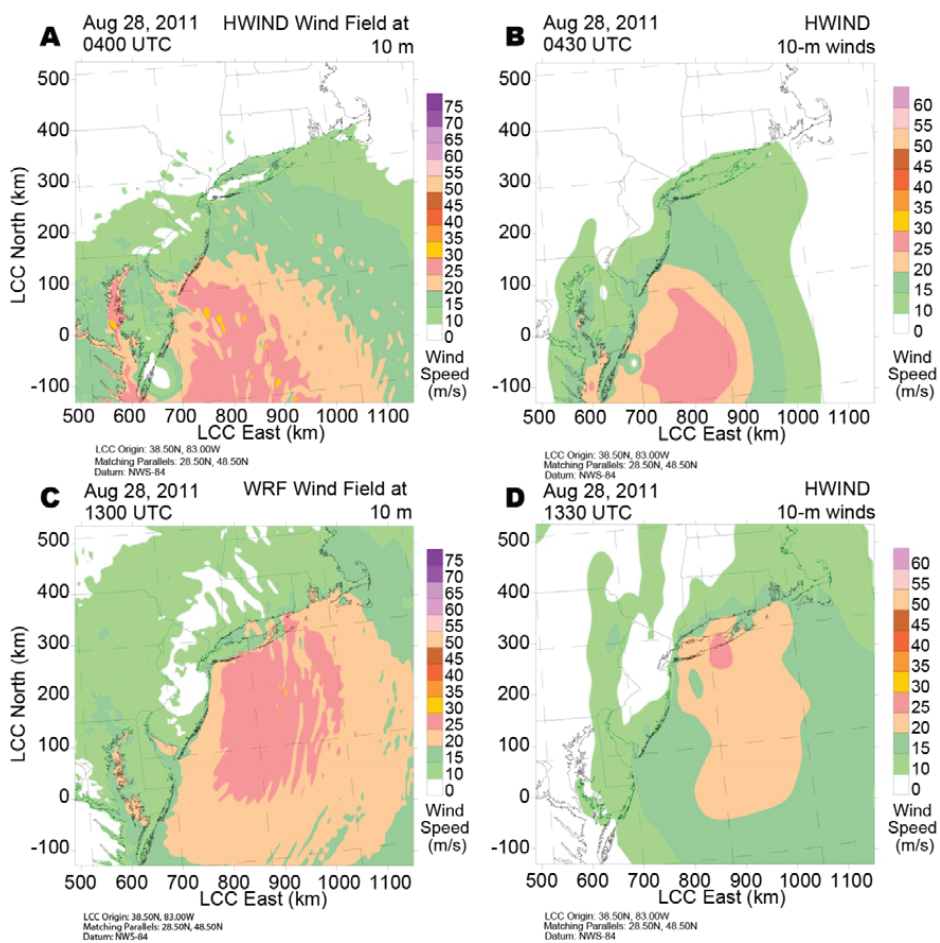 A
Aug 28, 2011
0400 UTC
HWIND Wind Field at
10 m
LCC North (km)
500
400
300
200
100
0
-100
500 600 700 800 900 1000 1100
LCC East (km)
75
70
65
60
55
50
45
40
35
30
25
20
15
10
0
Wind
Speed
(m/s)
LCC Origin: 38.50N, 83.00W
Matching Parallels: 28.50N, 48.50N
Datum: NWS-84
B
Aug 28, 2011
0430 UTC
HWIND
10-m winds
500
400
300
200
100
0
-100
500 600 700 800 900 1000 1100
LCC East (km)
60
55
50
45
40
35
30
25
20
15
10
0
Wind
Speed
(m/s)
LCC Origin: 38.50N, 83.00W
Matching Parallels: 28.50N, 48.50N
Datum: NWS-84
C
Aug 28, 2011
1300 UTC
WRF Wind Field at
10 m
LCC North (km)
500
400
300
200
100
0
-100
500 600 700 800 900 1000 1100
LCC East (km)
75
70
65
60
55
50
45
40
35
30
25
20
15
10
0
Wind
Speed
(m/s)
LCC Origin: 38.50N, 83.00W
Matching Parallels: 28.50N, 48.50N
Datum: NWS-84
D
Aug 28, 2011
1330 UTC
HWIND
10-m winds
500
400
300
200
100
0
-100
500 600 700 800 900 1000 1100
LCC East (km)
60
55
50
45
40
35
30
25
20
15
10
0
Wind
Speed
(m/s)
LCC Origin: 38.50N, 83.00W
Matching Parallels: 28.50N, 48.50N
Datum: NWS-84